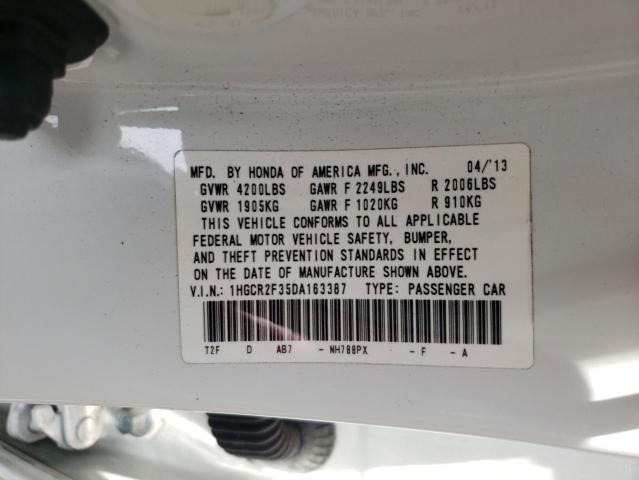 MFD. BY HONDA OF AMERICA MFG., INC. 04/13
GVWR 4200LBS GAWR F 2249LBS R 2006LBS
GVWR 1905KG GAWR F 1020KG R 910KG
THIS VEHICLE CONFORMS TO ALL APPLICABLE
FEDERAL MOTOR VEHICLE SAFETY, BUMPER,
AND THEFT PREVENTION STANDARDS IN EFFECT
ON THE DATE OF MANUFACTURE SHOWN ABOVE.
V.I.N.: 1HGCR2F35DA163387 TYPE: PASSENGER CAR
T2F D AB7 - NH788PX - F - A